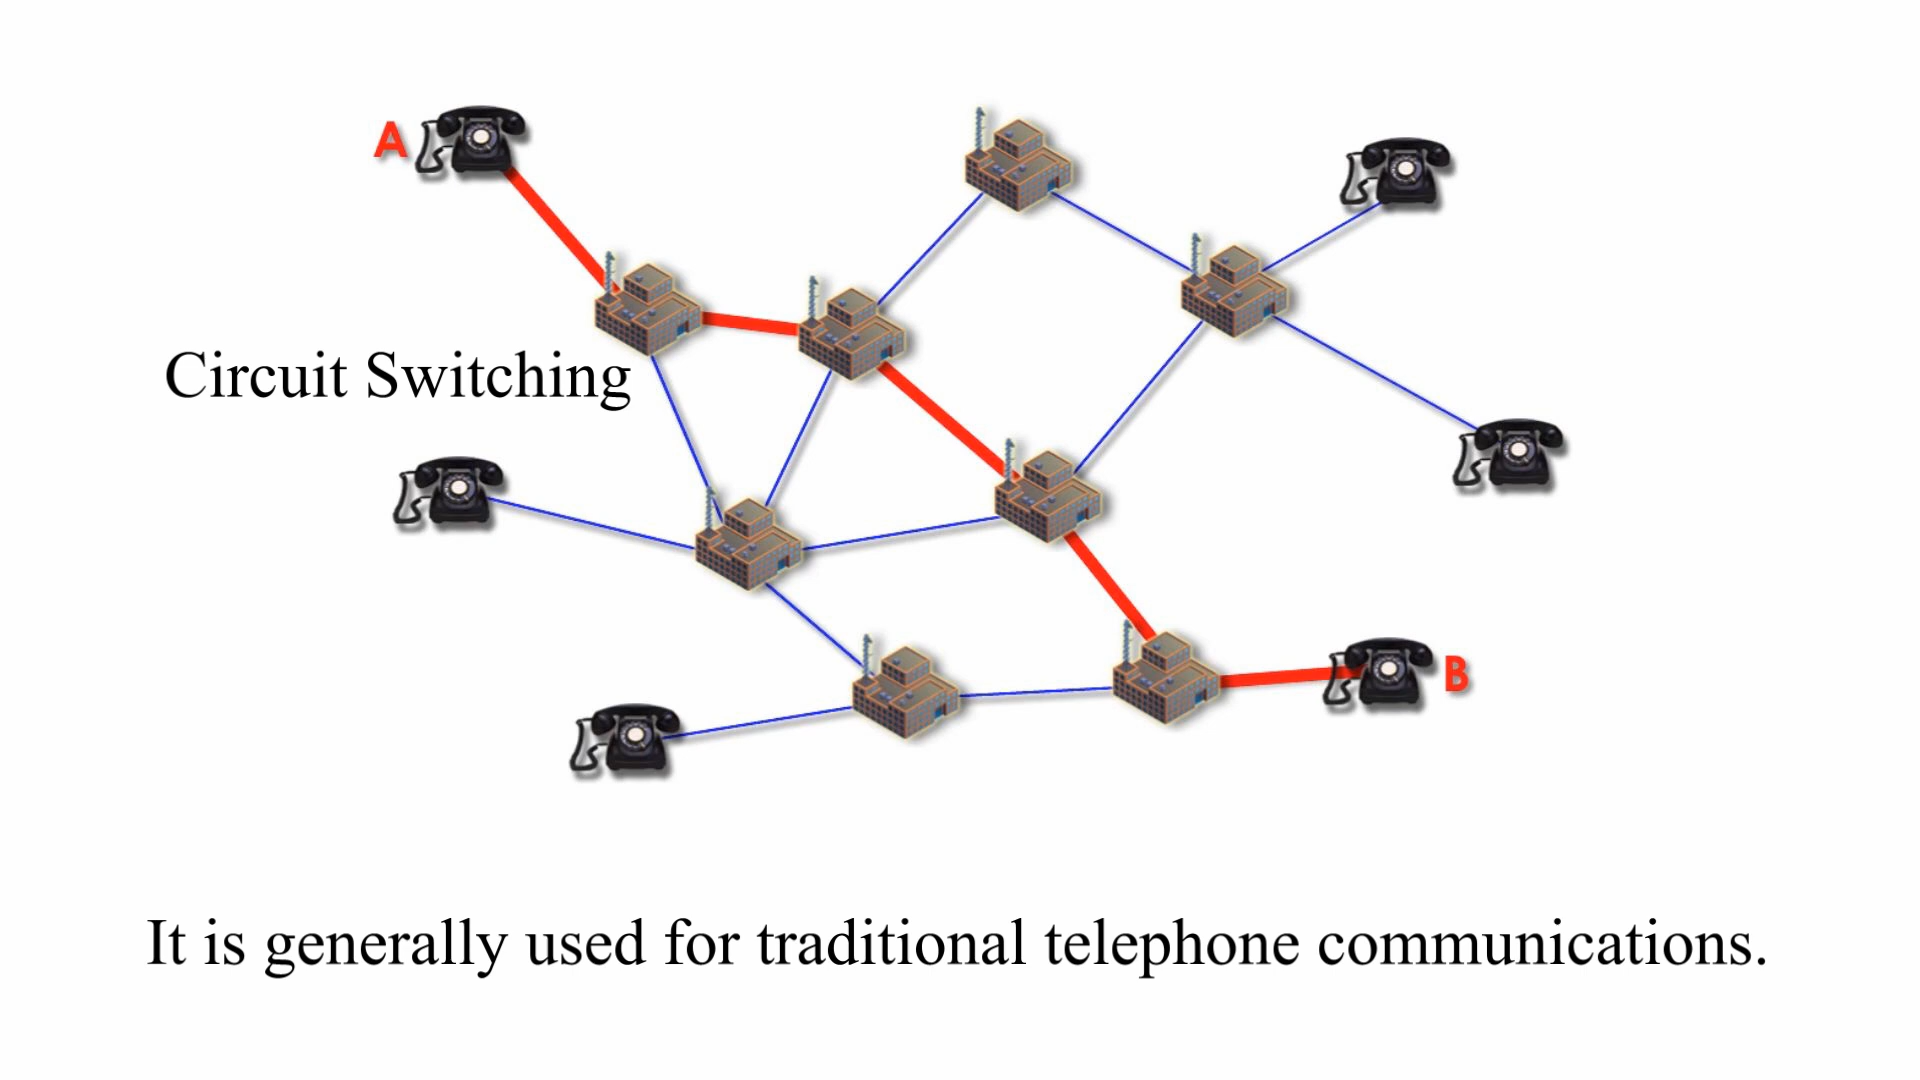 A
Circuit Switching
B
It is generally used for traditional telephone communications.